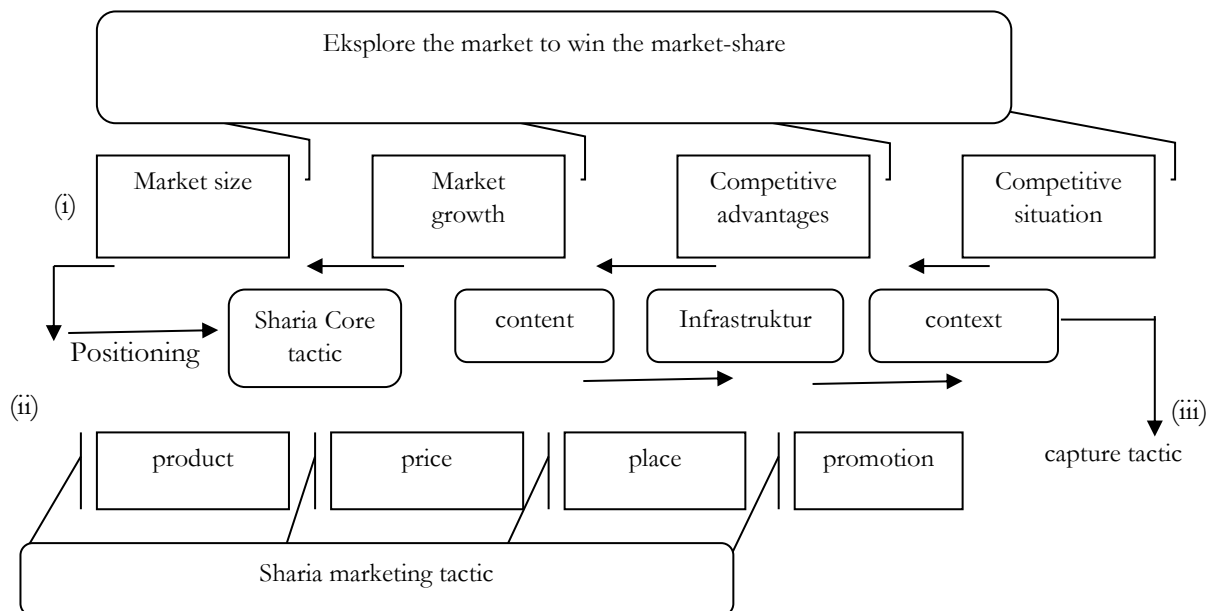 Eksplore the market to win the market-share
Market size
Market
growth
Competitive
advantages
Competitive
situation
(i)
Sharia Core
tactic
content
Infrastruktur
context
Positioning
(ii)
(iii)
product
price
place
promotion
capture tactic
Sharia marketing tactic